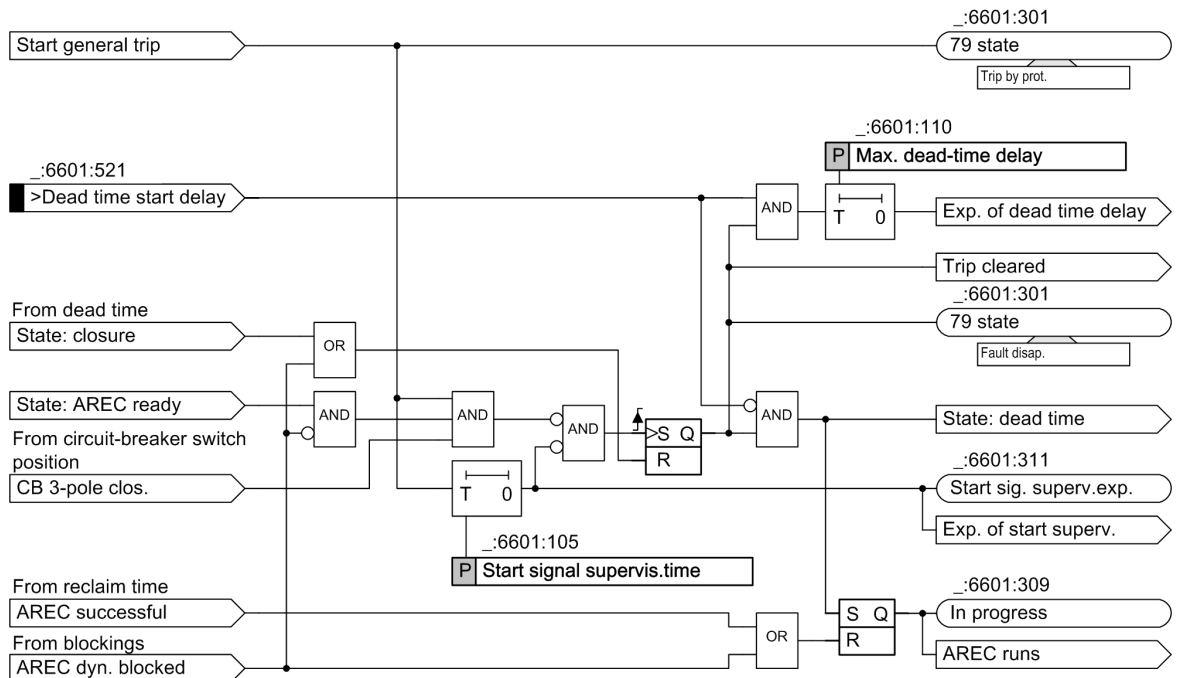 _:6601:301
Start general trip
79 state
Trip by prot.
_:6601:110
P Max. dead-time delay
_:6601:521
>Dead time start delay
AND
T 0
Exp. of dead time delay
Trip cleared
_:6601:301
From dead time
State: closure
OR
79 state
Fault disap.
State: AREC ready
AND
AND
AND
>S Q
R
AND
State: dead time
From circuit-breaker switch
position
CB 3-pole clos.
T 0
_:6601:311
Start sig. superv.exp.
Exp. of start superv.
_:6601:105
P Start signal supervis.time
From reclaim time
AREC successful
_:6601:309
OR
S Q
R
In progress
From blockings
AREC dyn. blocked
AREC runs